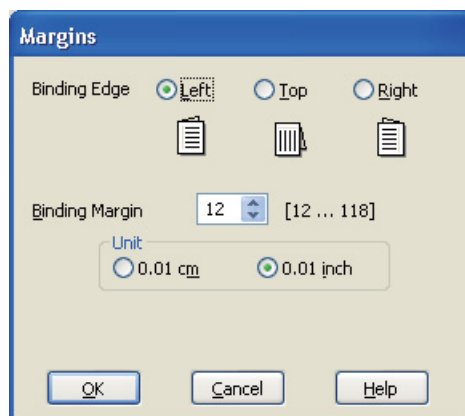 Margins
Binding Edge Left Top Right
Binding Margin 12 [12 ... 118]
Unit
0.01 cm 0.01 inch
OK Cancel Help